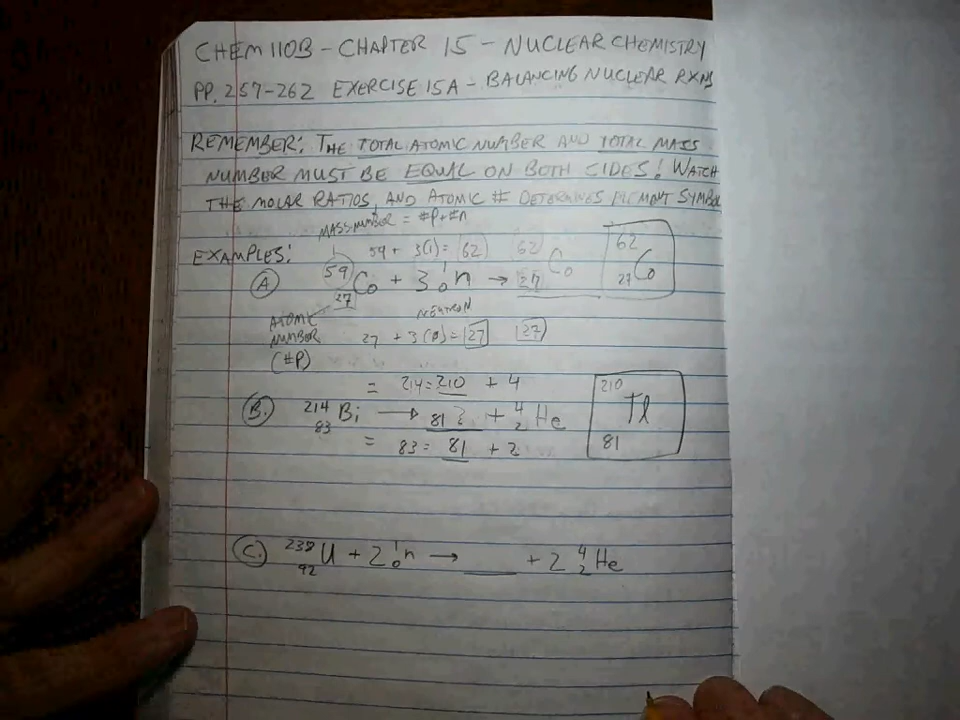 CHEM 110B - CHAPTER 15 - NUCLEAR CHEMISTRY
PP. 257-262 EXERCISE 15A - BALANCING NUCLEAR RXNS
REMEMBER: THE TOTAL ATOMIC NUMBER AND TOTAL MASS
NUMBER MUST BE EQUAL ON BOTH SIDES! WATCH
THE MOLAR RATIOS, AND ATOMIC # DETERMINES SYMBOL
MASS NUMBER = #P + #n
EXAMPLES: 59 + 3(1) = 62 62 62
A 59 Co + 3 1 0 n → 27 Co 27 Co
27 NEUTRON
ATOMIC NUMBER (#P) 27 + 3(0) = 27 27
= 214 = 210 + 4 210
B. 214 83 Bi → 81 ? + 4 2 He Tl
= 83 = 81 + 2 81
C. 238 92 U + 2 1 0 n → ___ + 2 4 2 He